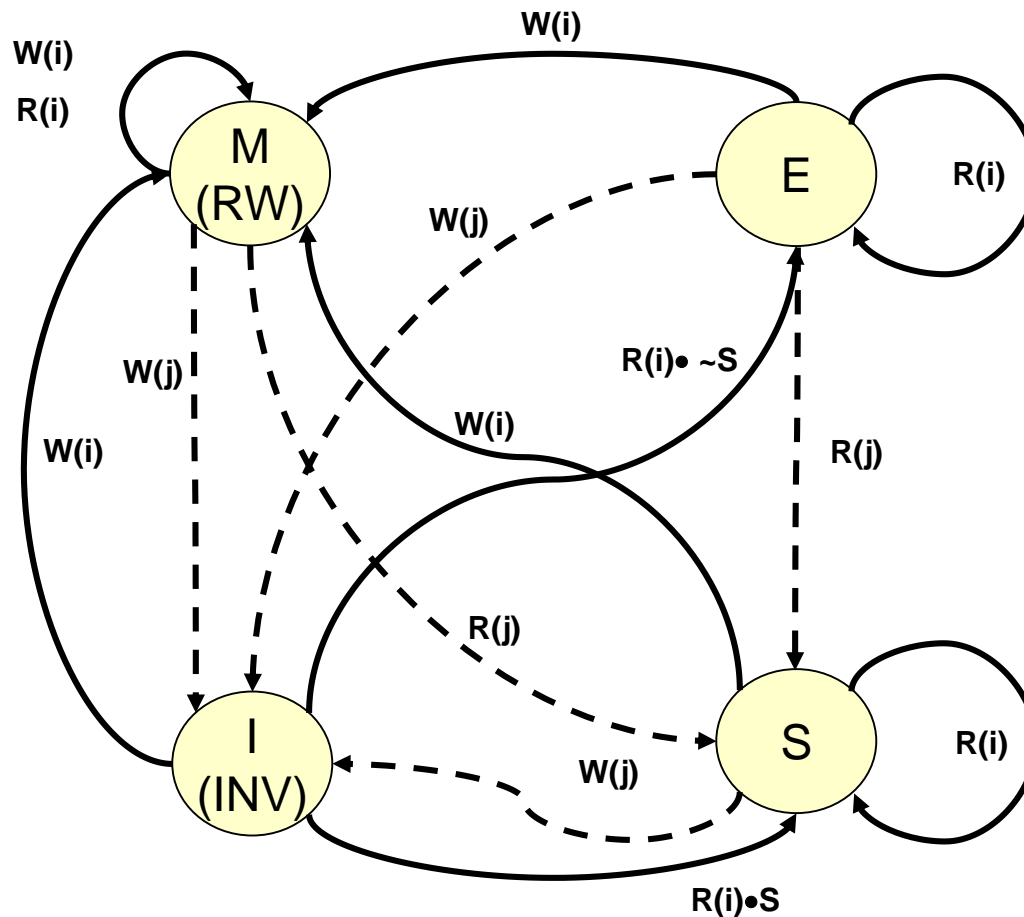 W(i)
W(i)
R(i)
M
(RW)
E
R(i)
W(j)
W(j)
R(i)• ~S
W(i)
W(i)
R(j)
R(j)
I
(INV)
S
R(i)
W(j)
R(i)•S